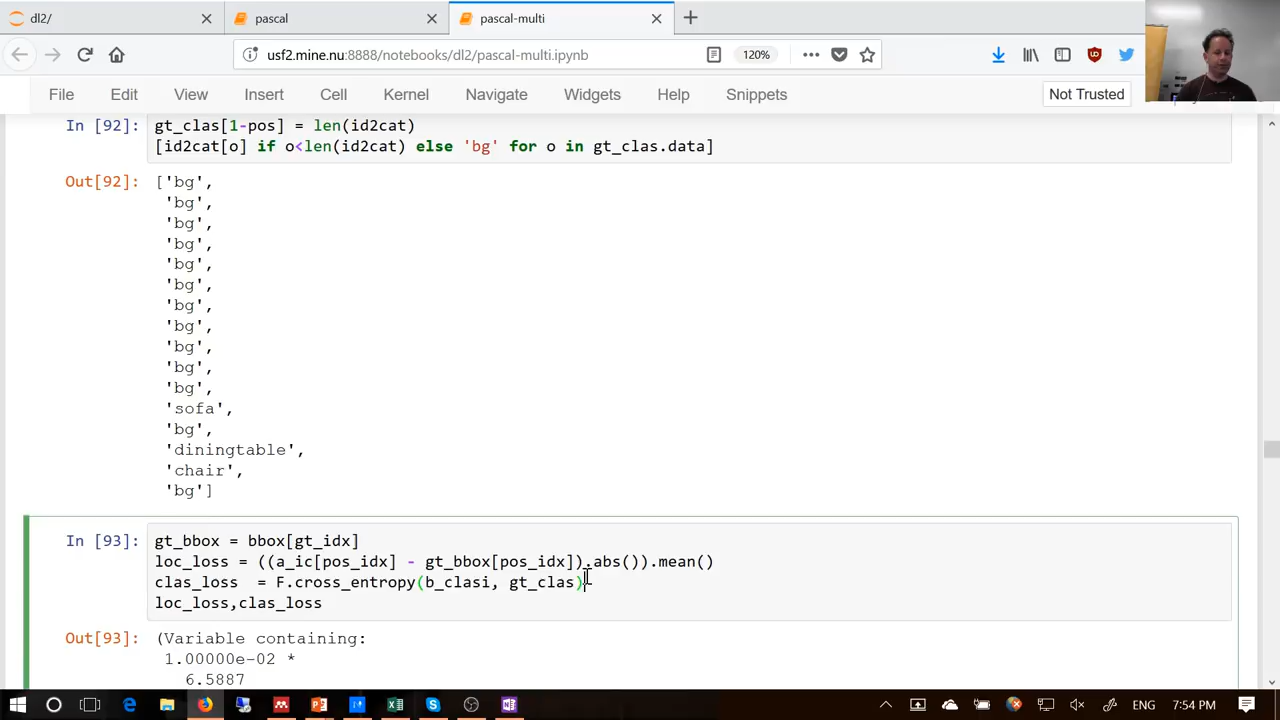 dl2/
pascal
pascal-multi
usf2.mine.nu:8888/notebooks/dl2/pascal-multi.ipynb
120%
File Edit View Insert Cell Kernel Navigate Widgets Help Snippets
Not Trusted
In [92]:
gt_clas[1-pos] = len(id2cat)
[id2cat[o] if o<len(id2cat) else 'bg' for o in gt_clas.data]
Out[92]:
['bg',
'bg',
'bg',
'bg',
'bg',
'bg',
'bg',
'bg',
'bg',
'bg',
'bg',
'sofa',
'bg',
'diningtable',
'chair',
'bg']
In [93]:
gt_bbox = bbox[gt_idx]
loc_loss = ((a_ic[pos_idx] - gt_bbox[pos_idx]).abs()).mean()
clas_loss  = F.cross_entropy(b_clasi, gt_clas)
loc_loss,clas_loss
Out[93]:
(Variable containing:
1.00000e-02 *
6.5887
ENG
7:54 PM